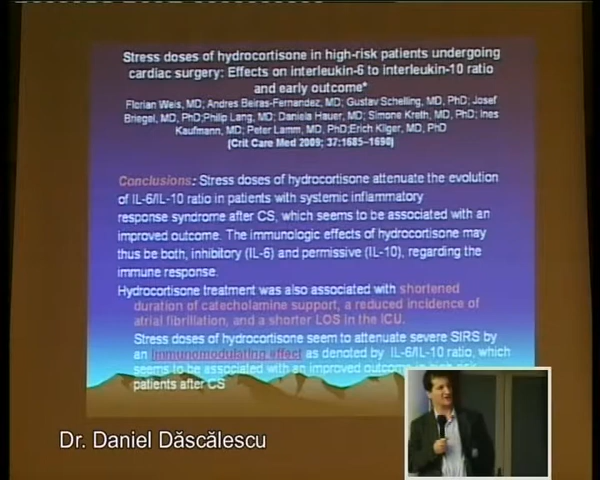 Stress doses of hydrocortisone in high-risk patients undergoing
cardiac surgery: Effects on interleukin-6 to interleukin-10 ratio
and early outcome*
Florian Weis, MD; Andres Beiras-Fernandez, MD; Gustav Schelling, MD, PhD; Josef
Briegel, MD, PhD;Philip Lang, MD; Daniela Hauer, MD; Simone Kreth, MD, PhD; Ines
Kaufmann, MD; Peter Lamm, MD, PhD;Erich Kilger, MD, PhD
(Crit Care Med 2009; 37:1685–1690)
Conclusions: Stress doses of hydrocortisone attenuate the evolution
of IL-6/IL-10 ratio in patients with systemic inflammatory
response syndrome after CS, which seems to be associated with an
improved outcome. The immunologic effects of hydrocortisone may
thus be both, inhibitory (IL-6) and permissive (IL-10), regarding the
immune response.
Hydrocortisone treatment was also associated with shortened
duration of catecholamine support, a reduced incidence of
atrial fibrillation, and a shorter LOS in the ICU.
Stress doses of hydrocortisone seem to attenuate severe SIRS by
an immunomodulating effect as denoted by IL-6/IL-10 ratio, which
seems to be associated with an improved outcome in high risk
patients after CS
Dr. Daniel Dăscălescu